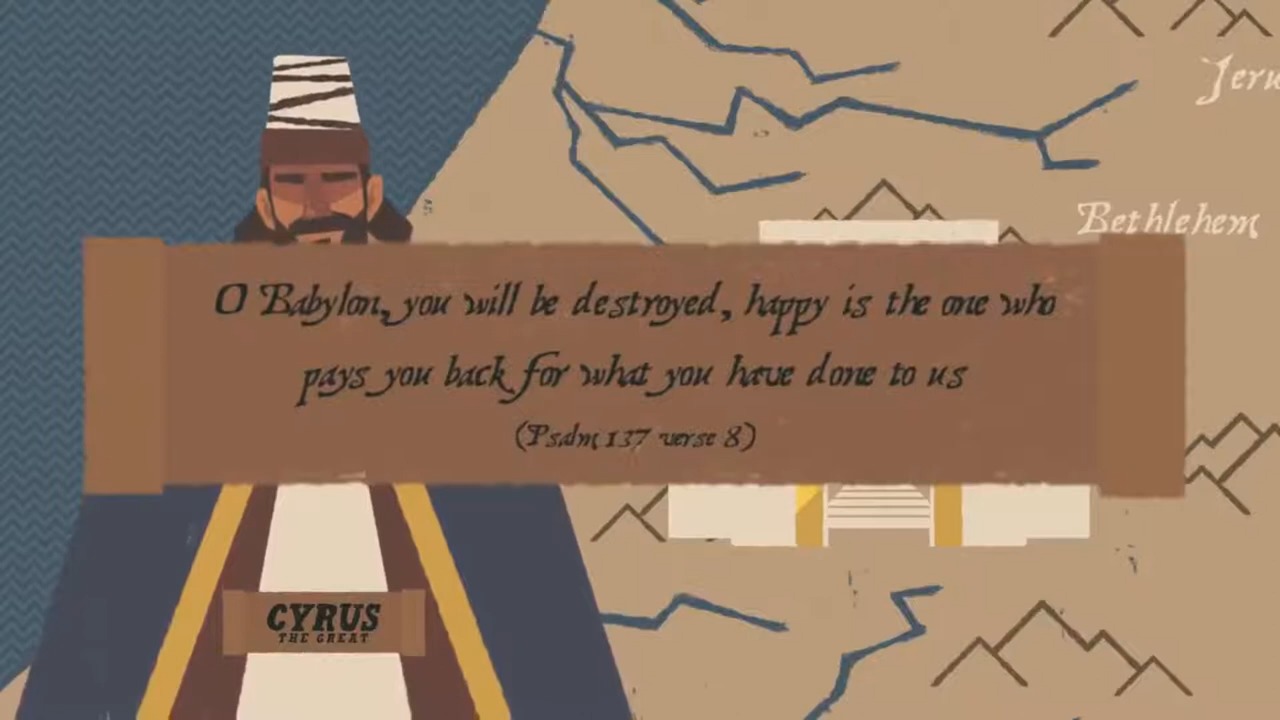 Jeru
Bethlehem
O Babylon, you will be destroyed, happy is the one who
pays you back for what you have done to us
(Psalm 137 verse 8)
CYRUS
THE GREAT